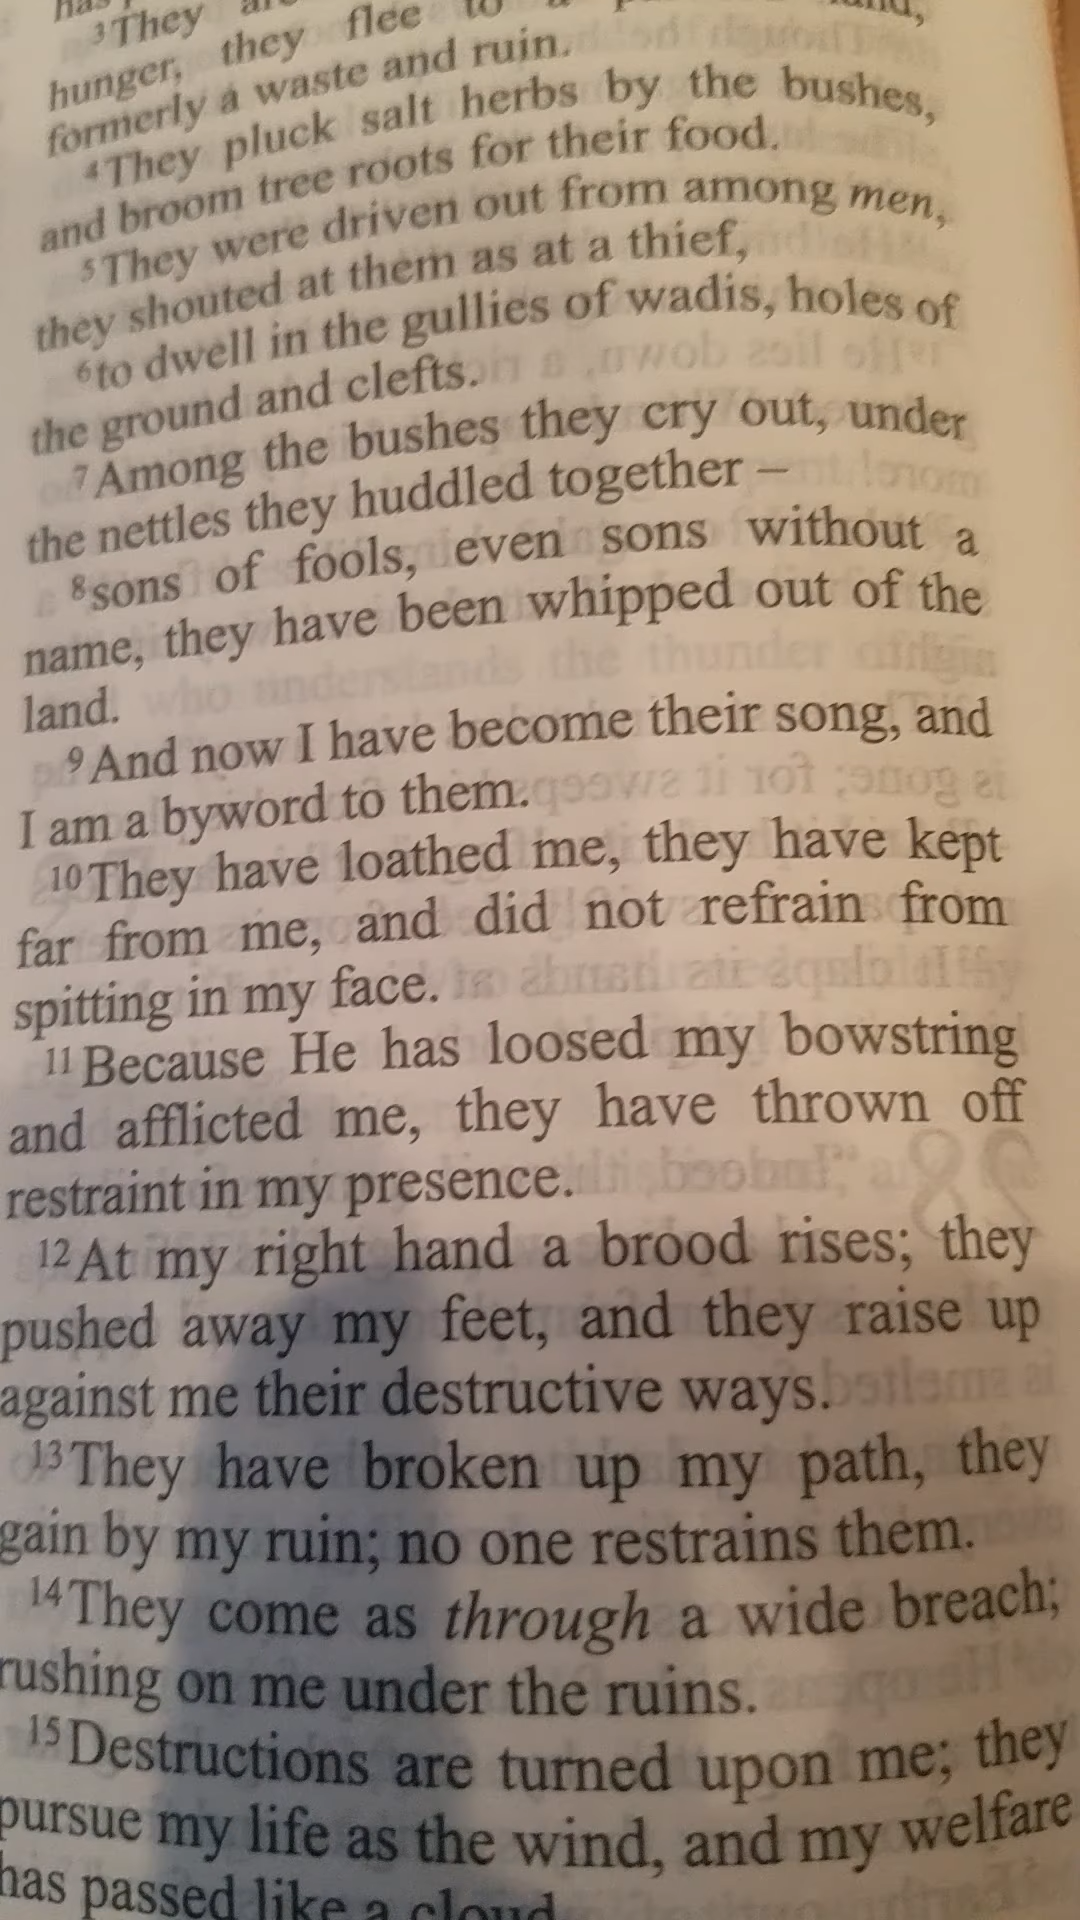 ³They
hunger, they flee to a
formerly a waste and ruin.
⁴They pluck salt herbs by the bushes,
and broom tree roots for their food.
⁵They were driven out from among men,
they shouted at them as at a thief,
⁶to dwell in the gullies of wadis, holes of
the ground and clefts.
⁷Among the bushes they cry out, under
the nettles they huddled together –
⁸sons of fools, even sons without a
name, they have been whipped out of the
land.
⁹And now I have become their song, and
I am a byword to them.
¹⁰They have loathed me, they have kept
far from me, and did not refrain from
spitting in my face.
¹¹Because He has loosed my bowstring
and afflicted me, they have thrown off
restraint in my presence.
¹²At my right hand a brood rises; they
pushed away my feet, and they raise up
against me their destructive ways.
¹³They have broken up my path, they
gain by my ruin; no one restrains them.
¹⁴They come as through a wide breach;
rushing on me under the ruins.
¹⁵Destructions are turned upon me; they
pursue my life as the wind, and my welfare
has passed like a cloud